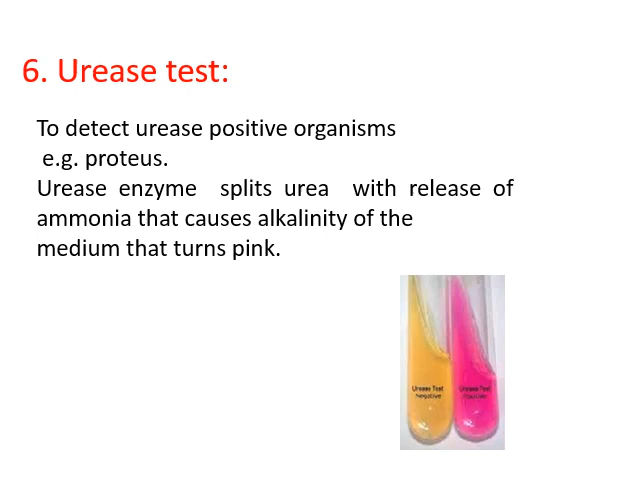 6. Urease test:
To detect urease positive organisms
e.g. proteus.
Urease enzyme splits urea with release of
ammonia that causes alkalinity of the
medium that turns pink.
Urease Test
Negative
Urease Test